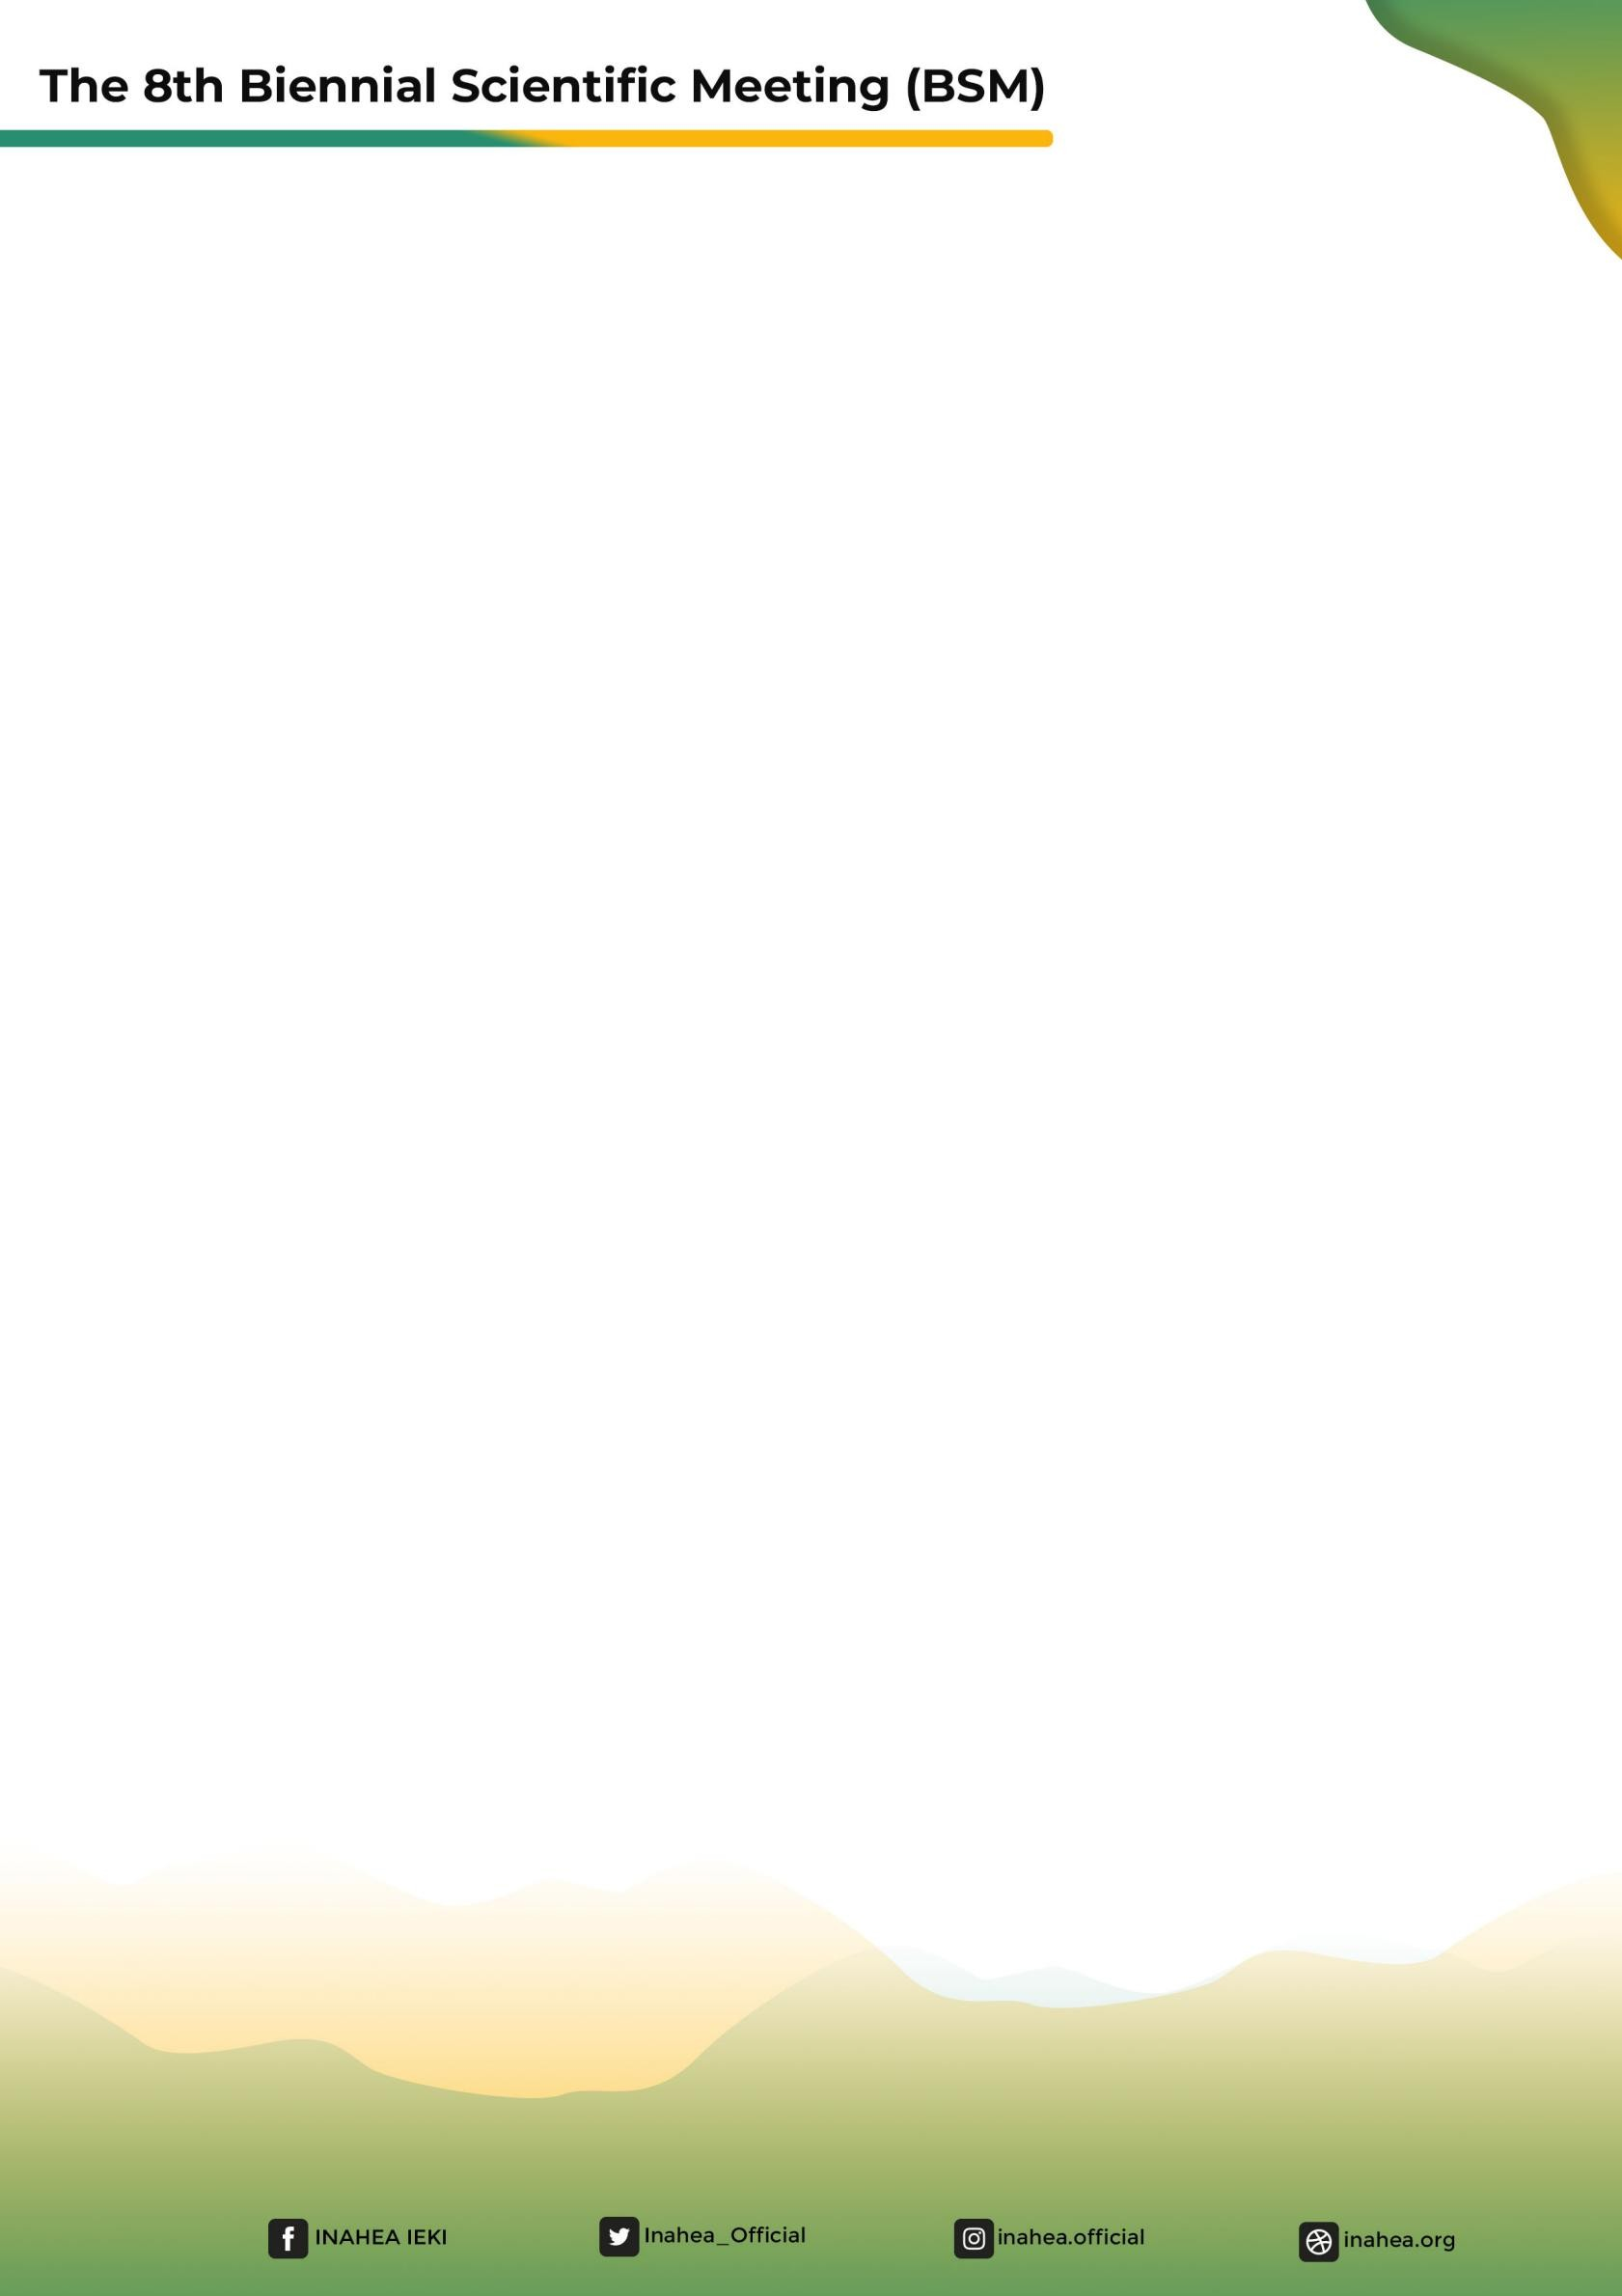 The 8th Biennial Scientific Meeting (BSM)
INAHEA IEKI
Inahea_Official
inahea.official
inahea.org